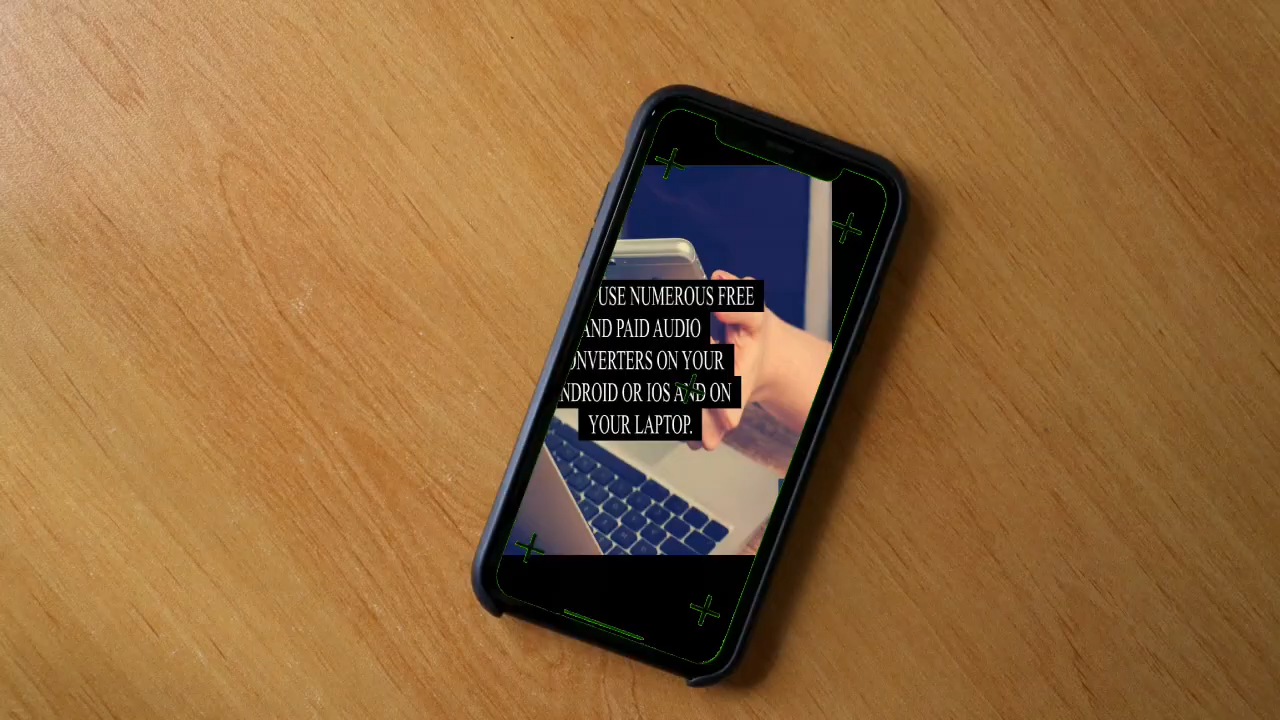 USE NUMEROUS FREE
AND PAID AUDIO
ONVERTERS ON YOUR
NDROID OR IOS AND ON
YOUR LAPTOP.